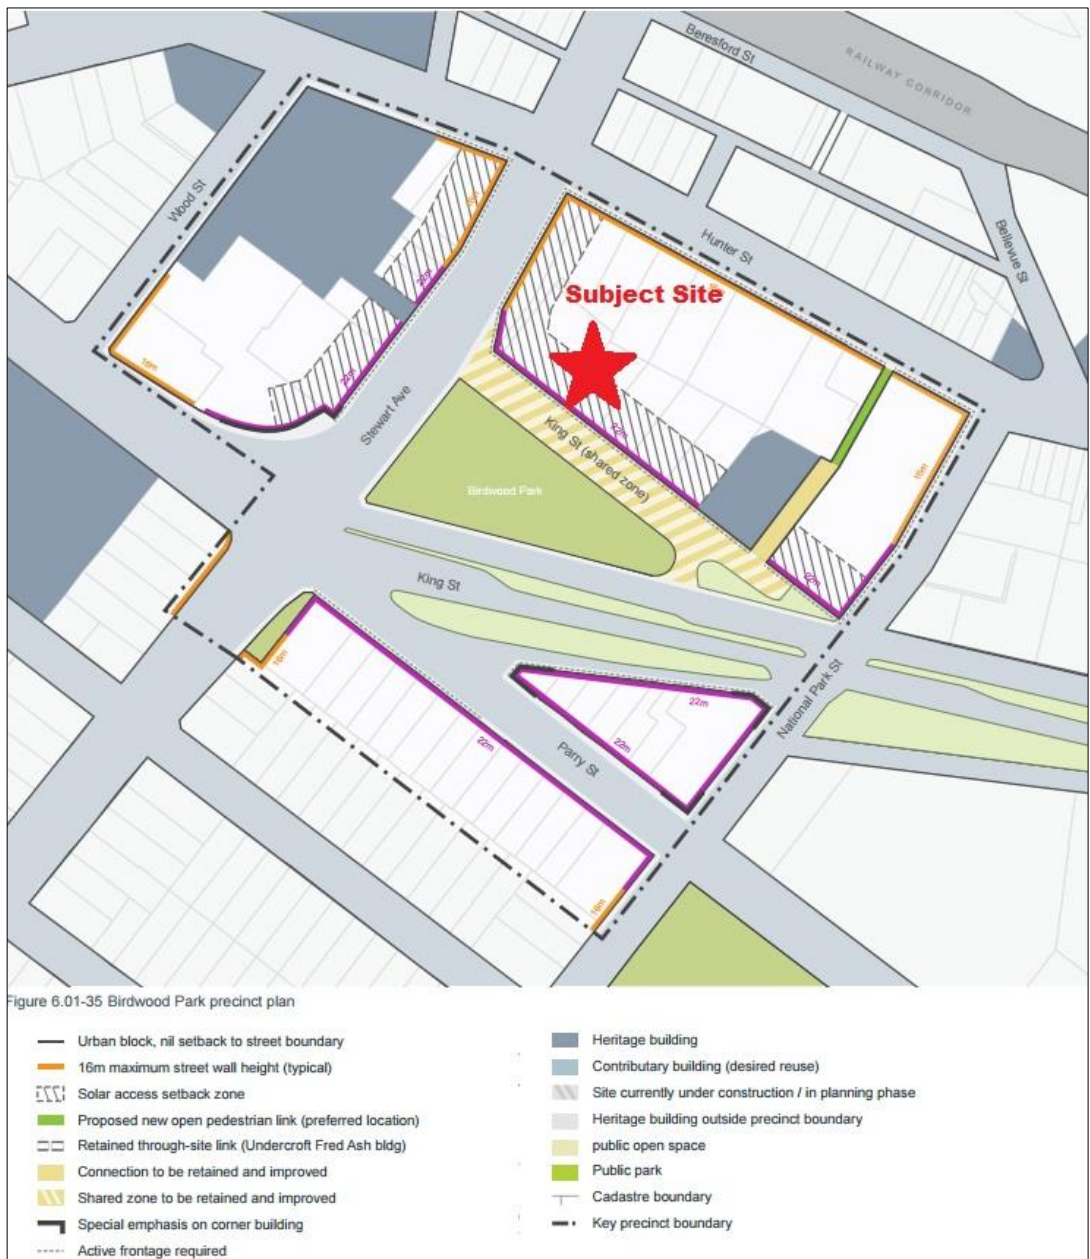 Beresford St
RAILWAY CORRIDOR
Wood St
Hunter St
Bellevue St
22m
Subject Site
16m
22m
Stewart Ave
22m
King St (shared zone)
16m
Birdwood Park
22m
King St
National Park St
16m
22m
22m
22m
Parry St
16m
Figure 6.01-35 Birdwood Park precinct plan
Urban block, nil setback to street boundary
16m maximum street wall height (typical)
Solar access setback zone
Proposed new open pedestrian link (preferred location)
Retained through-site link (Undercroft Fred Ash bldg)
Connection to be retained and improved
Shared zone to be retained and improved
Special emphasis on corner building
Active frontage required
Heritage building
Contributary building (desired reuse)
Site currently under construction / in planning phase
Heritage building outside precinct boundary
public open space
Public park
Cadastre boundary
Key precinct boundary